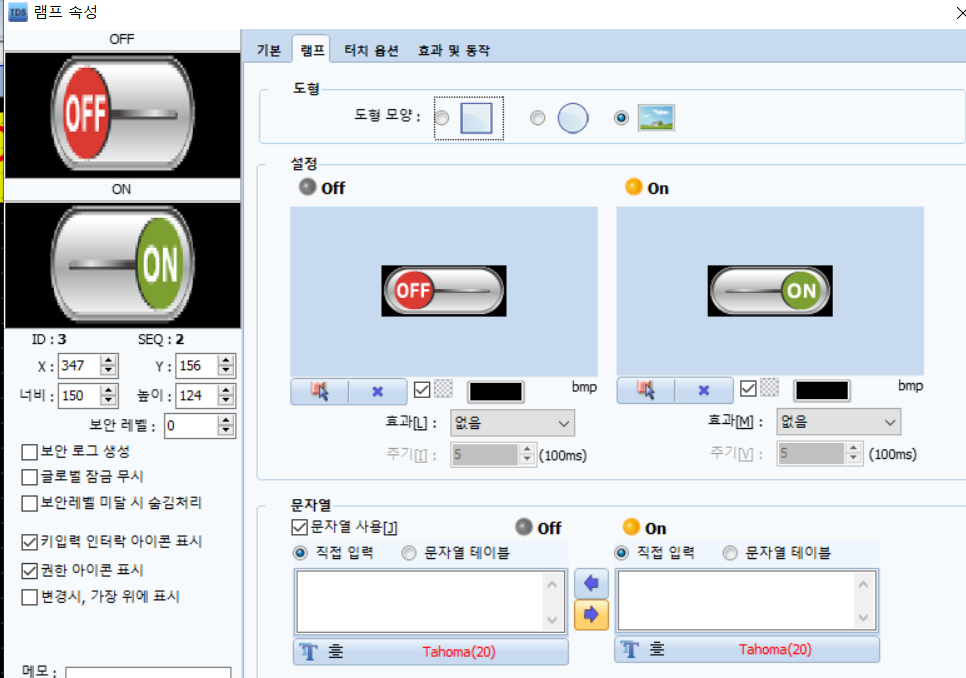 TDS 램프 속성
OFF
OFF
ON
ON
ID : 3 SEQ : 2
X : 347 Y : 156
너비 : 150 높이 : 124
보안 레벨 : 0
보안 로그 생성
글로벌 잠금 무시
보안레벨 미달 시 숨김처리
키입력 인터락 아이콘 표시
권한 아이콘 표시
변경시, 가장 위에 표시
메모 :
기본 램프 터치 옵션 효과 및 동작
도형
도형 모양 :
설정
Off On
OFF ON
bmp bmp
효과[L] : 없음 효과[M] : 없음
주기[I] : 5 (100ms) 주기[V] : 5 (100ms)
문자열
문자열 사용[J] Off On
직접 입력 문자열 테이블 직접 입력 문자열 테이블
Tahoma(20) Tahoma(20)